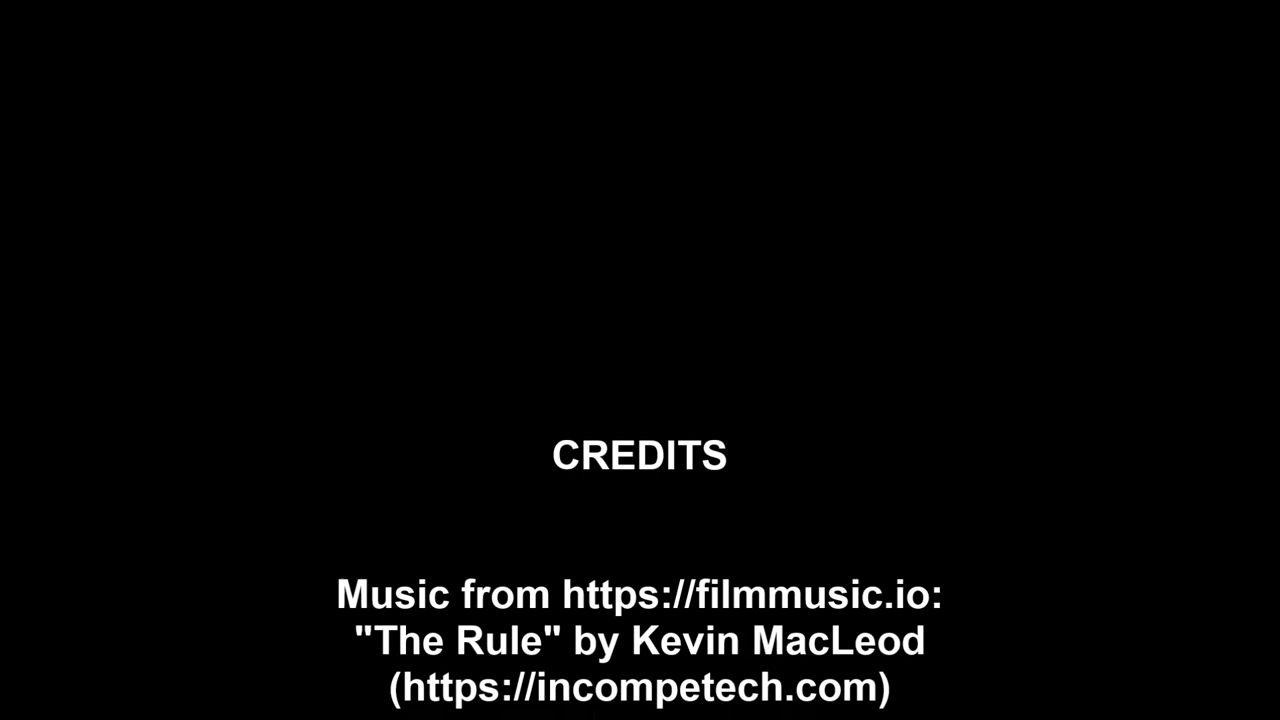 CREDITS
Music from https://filmmusic.io:
"The Rule" by Kevin MacLeod
(https://incompetech.com)